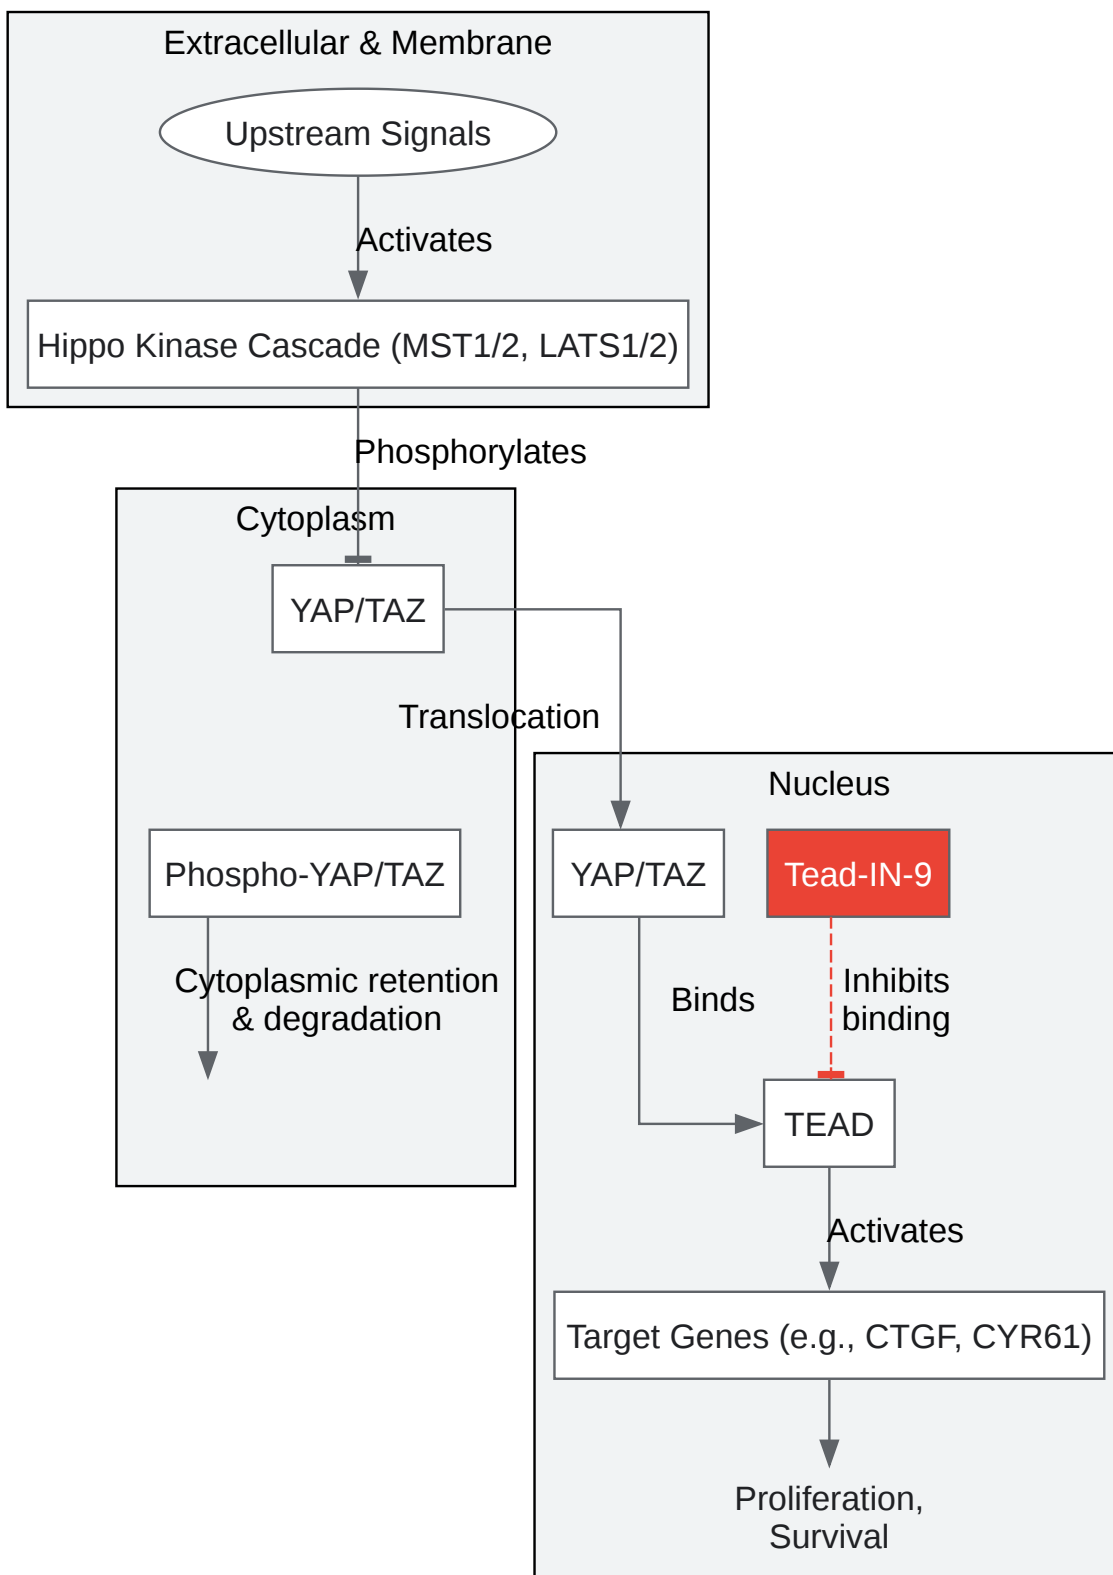 Extracellular & Membrane
Upstream Signals
Activates
Hippo Kinase Cascade (MST1/2, LATS1/2)
Phosphorylates
Cytoplasm
YAP/TAZ
Translocation
Nucleus
Phospho-YAP/TAZ
YAP/TAZ
Tead-IN-9
Cytoplasmic retention
& degradation
Binds
Inhibits
binding
TEAD
Activates
Target Genes (e.g., CTGF, CYR61)
Proliferation,
Survival